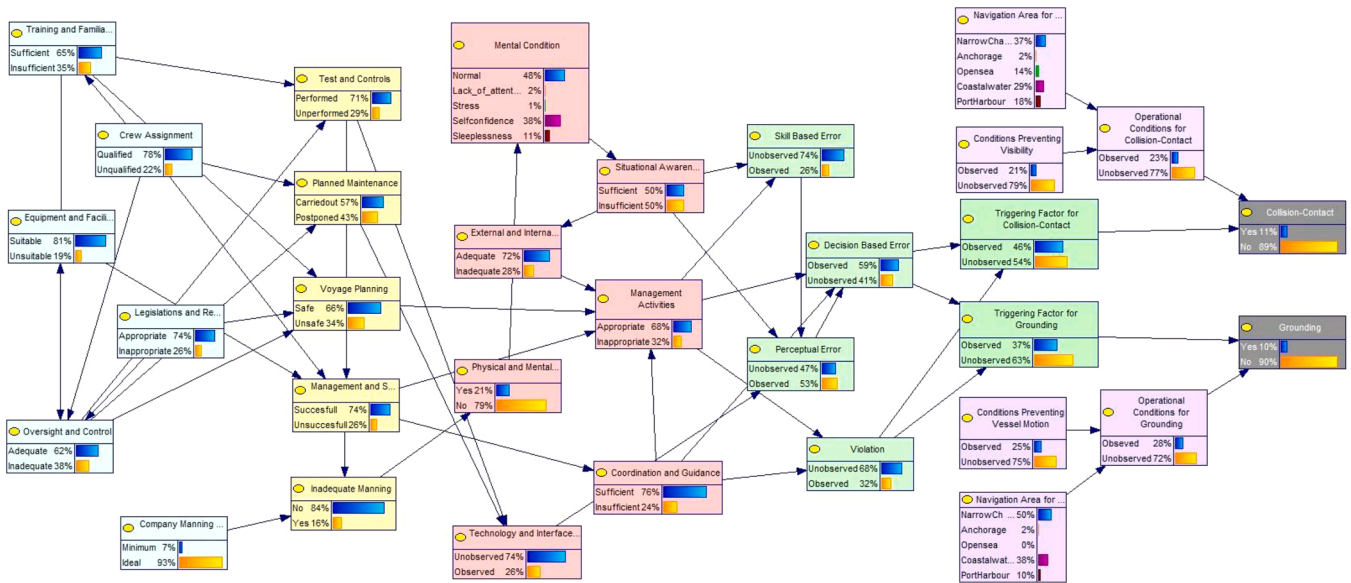 Training and Familia...
Sufficient 65%
Insufficient 35%
Crew Assignment
Qualified 78%
Unqualified 22%
Equipment and Facili...
Suitable 81%
Unsuitable 19%
Legislations and Re...
Appropriate 74%
Inappropriate 26%
Oversight and Control
Adequate 62%
Inadequate 38%
Company Manning ...
Minimum 7%
Ideal 93%
Test and Controls
Performed 71%
Unperformed 29%
Planned Maintenance
Carriedout 57%
Postponed 43%
Voyage Planning
Safe 66%
Unsafe 34%
Management and S...
Succesfull 74%
Unsuccesfull 26%
Inadequate Manning
No 84%
Yes 16%
Mental Condition
Normal 48%
Lack_of_attent... 2%
Stress 1%
Selfconfidence 38%
Sleeplessness 11%
Situational Awaren...
Sufficient 50%
Insufficient 50%
External and Interna...
Adequate 72%
Inadequate 28%
Management
Activities
Appropriate 68%
Inappropriate 32%
Physical and Mental...
Yes 21%
No 79%
Coordination and Guidance
Sufficient 76%
Insufficient 24%
Technology and Interface...
Unobserved 74%
Observed 26%
Skill Based Error
Unobserved 74%
Observed 26%
Decision Based Error
Observed 59%
Unobserved 41%
Perceptual Error
Unobserved 47%
Observed 53%
Violation
Unobserved 68%
Observed 32%
Navigation Area for ...
NarrowCha... 37%
Anchorage 2%
Opensea 14%
Coastalwater 29%
PortHarbour 18%
Conditions Preventing
Visibility
Observed 21%
Unobserved 79%
Operational
Conditions for
Collision-Contact
Observed 23%
Unobserved 77%
Triggering Factor for
Collision-Contact
Observed 46%
Unobserved 54%
Triggering Factor for
Grounding
Observed 37%
Unobserved 63%
Conditions Preventing
Vessel Motion
Observed 25%
Unobserved 75%
Operational
Conditions for
Grounding
Obseved 28%
Unobserved 72%
Navigation Area for ...
NarrowCh ... 50%
Anchorage 2%
Opensea 0%
Coastalwat... 38%
PortHarbour 10%
Collision-Contact
Yes 11%
No 89%
Grounding
Yes 10%
No 90%